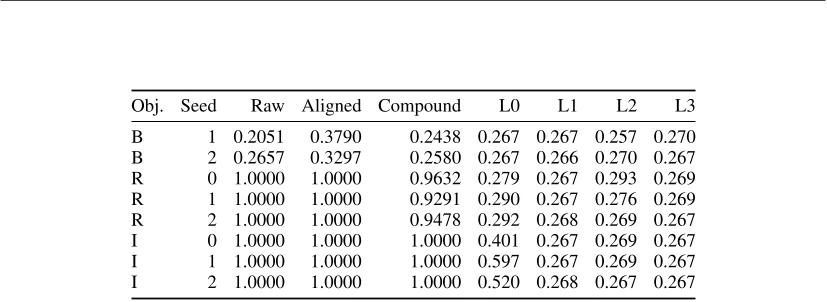 Obj. Seed Raw Aligned Compound L0 L1 L2 L3
B 1 0.2051 0.3790 0.2438 0.267 0.267 0.257 0.270
B 2 0.2657 0.3297 0.2580 0.267 0.266 0.270 0.267
R 0 1.0000 1.0000 0.9632 0.279 0.267 0.293 0.269
R 1 1.0000 1.0000 0.9291 0.290 0.267 0.276 0.269
R 2 1.0000 1.0000 0.9478 0.292 0.268 0.269 0.267
I 0 1.0000 1.0000 1.0000 0.401 0.267 0.269 0.267
I 1 1.0000 1.0000 1.0000 0.597 0.267 0.269 0.267
I 2 1.0000 1.0000 1.0000 0.520 0.268 0.267 0.267